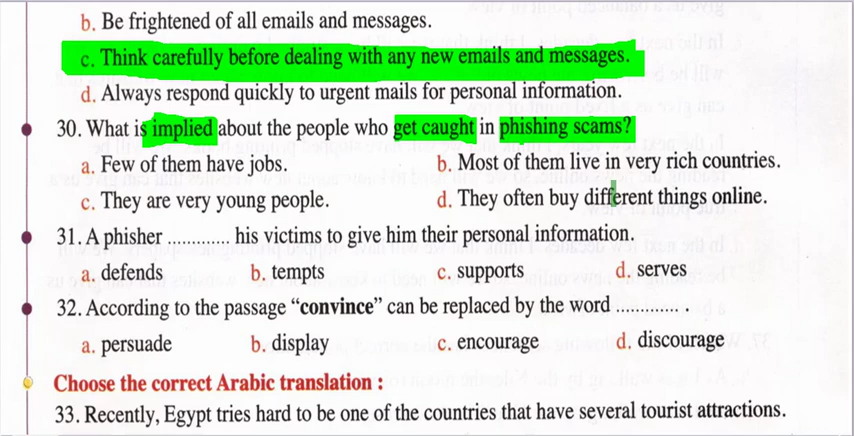 b. Be frightened of all emails and messages.
c. Think carefully before dealing with any new emails and messages.
d. Always respond quickly to urgent mails for personal information.
30. What is implied about the people who get caught in phishing scams?
a. Few of them have jobs. b. Most of them live in very rich countries.
c. They are very young people. d. They often buy different things online.
31. A phisher ............ his victims to give him their personal information.
a. defends b. tempts c. supports d. serves
32. According to the passage “convince” can be replaced by the word ............. .
a. persuade b. display c. encourage d. discourage
Choose the correct Arabic translation :
33. Recently, Egypt tries hard to be one of the countries that have several tourist attractions.